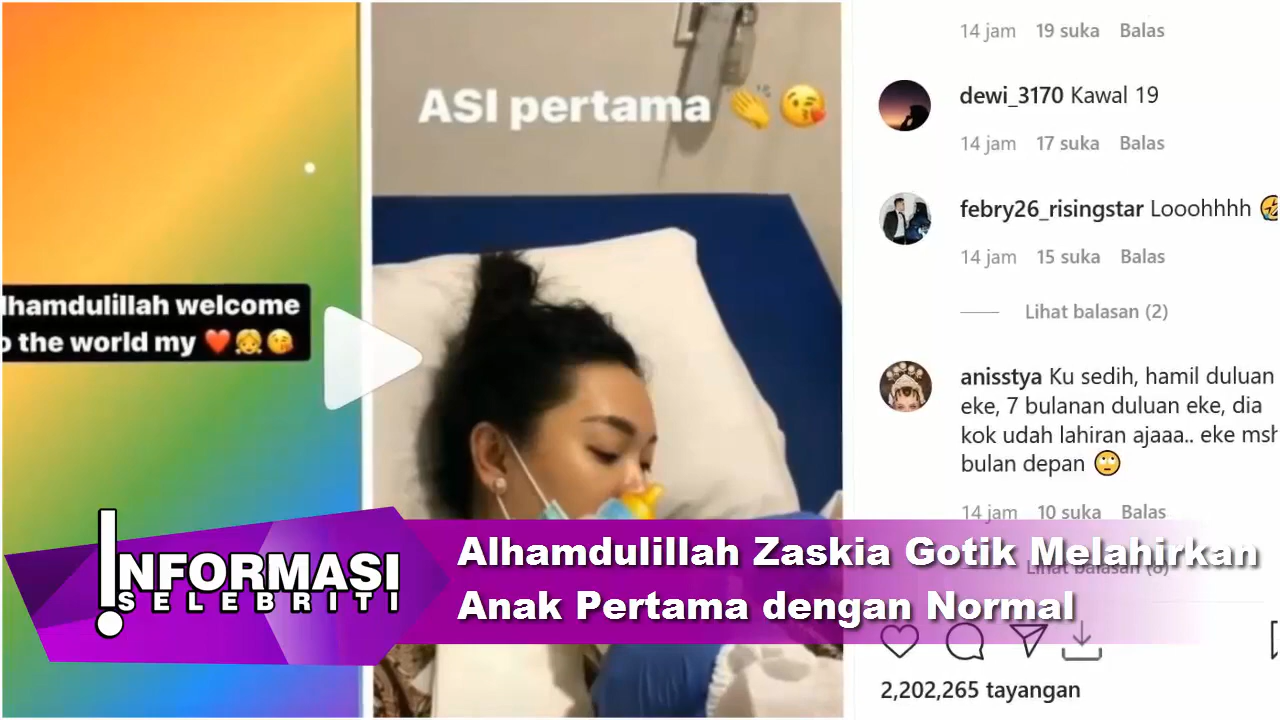 lhamdulillah welcome
o the world my ❤️👧😘
ASI pertama 👏😘
14 jam 19 suka Balas
dewi_3170 Kawal 19
14 jam 17 suka Balas
febry26_risingstar Looohhhh 🤣
14 jam 15 suka Balas
Lihat balasan (2)
anisstya Ku sedih, hamil duluan
eke, 7 bulanan duluan eke, dia
kok udah lahiran ajaaa.. eke msh
bulan depan 🙄
14 jam 10 suka Balas
Lihat balasan
2,202,265 tayangan
INFORMASI
SELEBRITI
Alhamdulillah Zaskia Gotik Melahirkan
Anak Pertama dengan Normal